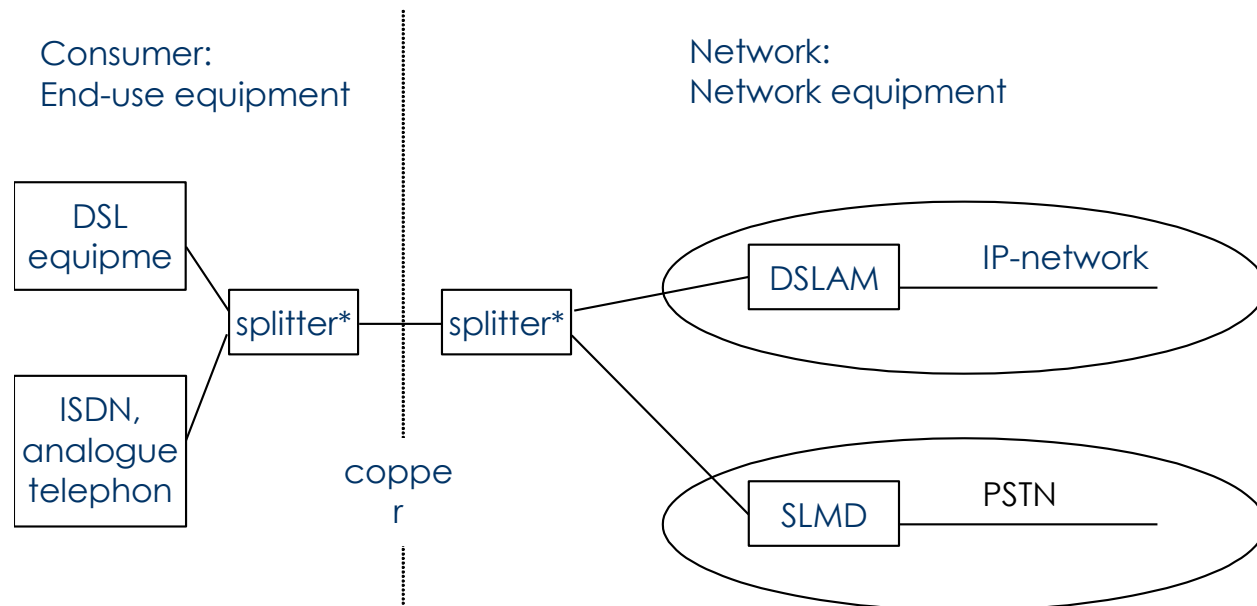 Consumer:
End-use equipment
Network:
Network equipment
DSL
equipme
splitter*
splitter*
DSLAM
IP-network
ISDN,
analogue
telephon
coppe
r
SLMD
PSTN